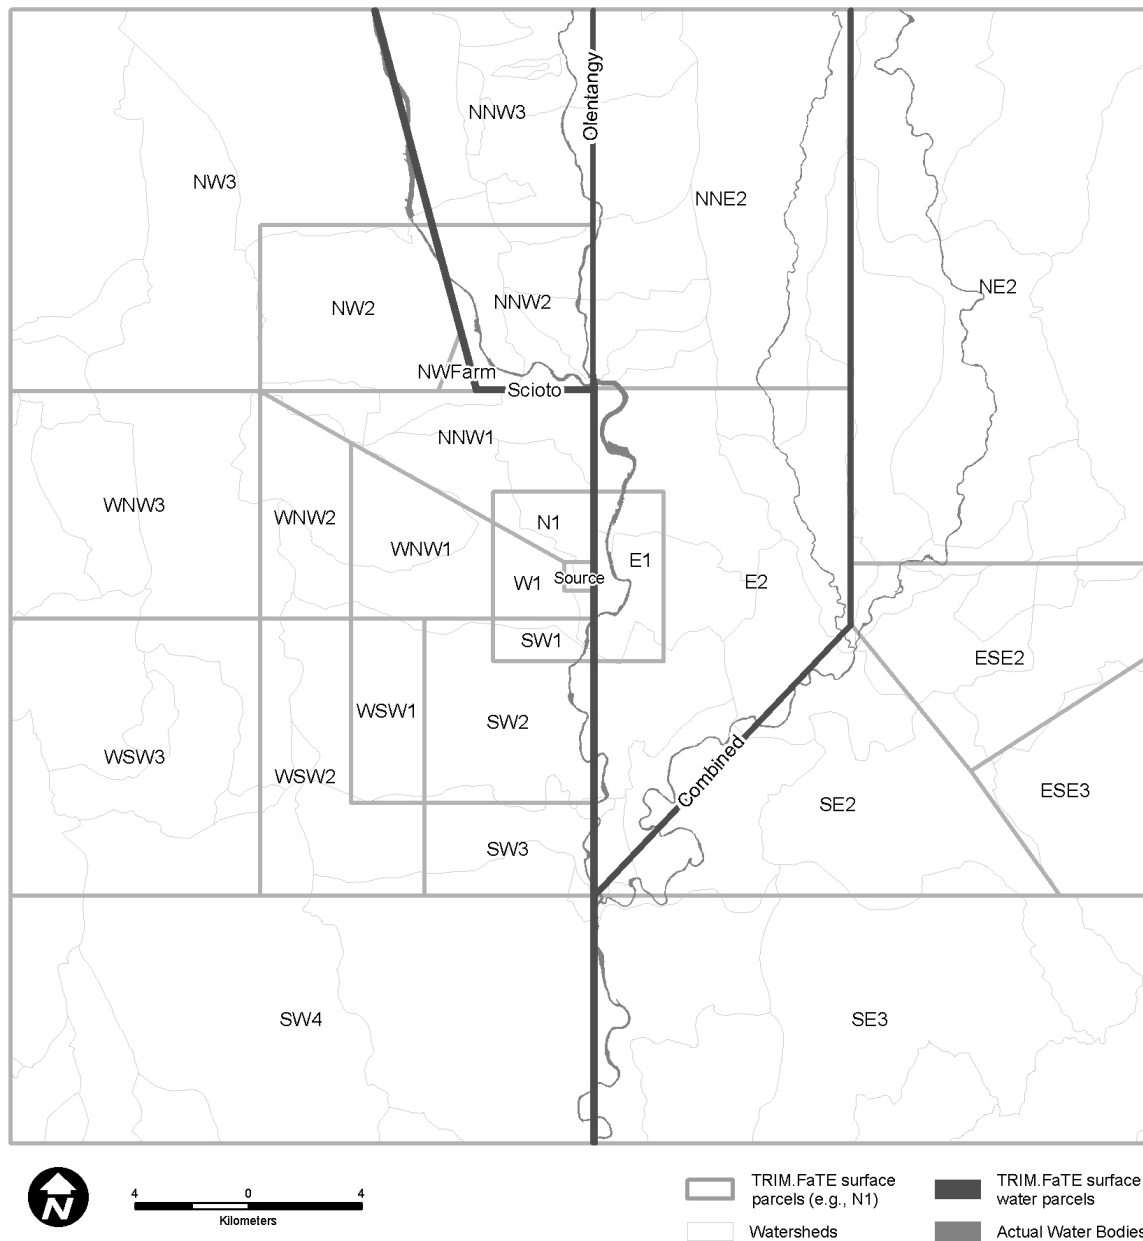 Olentangy
NNW3
NW3
NNE2
NE2
NW2
NNW2
NWFarm
Scioto
NNW1
WNW3
WNW2
N1
WNW1
E1
W1
Source
E2
SW1
ESE2
WSW1
SW2
WSW3
WSW2
Combined
ESE3
SE2
SW3
SW4
SE3
N
4 0 4
Kilometers
TRIM.FaTE surface
parcels (e.g., N1)
Watersheds
TRIM.FaTE surface
water parcels
Actual Water Bodies